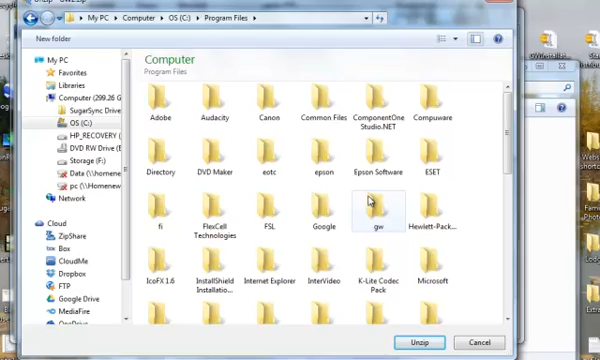 My PC ▸ Computer ▸ OS (C:) ▸ Program Files ▸
New folder
My PC
Favorites
Libraries
Computer (299.26 G
SugarSync Drive
OS (C:)
HP_RECOVERY (
DVD RW Drive (E
Storage (F:)
Data (\\Homenew
pc (\\Homenew
Network
Cloud
ZipShare
Box
CloudMe
Dropbox
FTP
Google Drive
MediaFire
OneDrive
Computer
Program Files
Adobe
Audacity
Canon
Common Files
ComponentOne
Studio.NET
Compuware
Directory
DVD Maker
eotc
epson
Epson Software
ESET
fi
FlexCell
Technologies
FSL
Google
gw
Hewlett-Pack...
IcoFX 1.6
InstallShield
Installation...
Internet Explorer
InterVideo
K-Lite Codec
Pack
Microsoft
Unzip
Cancel